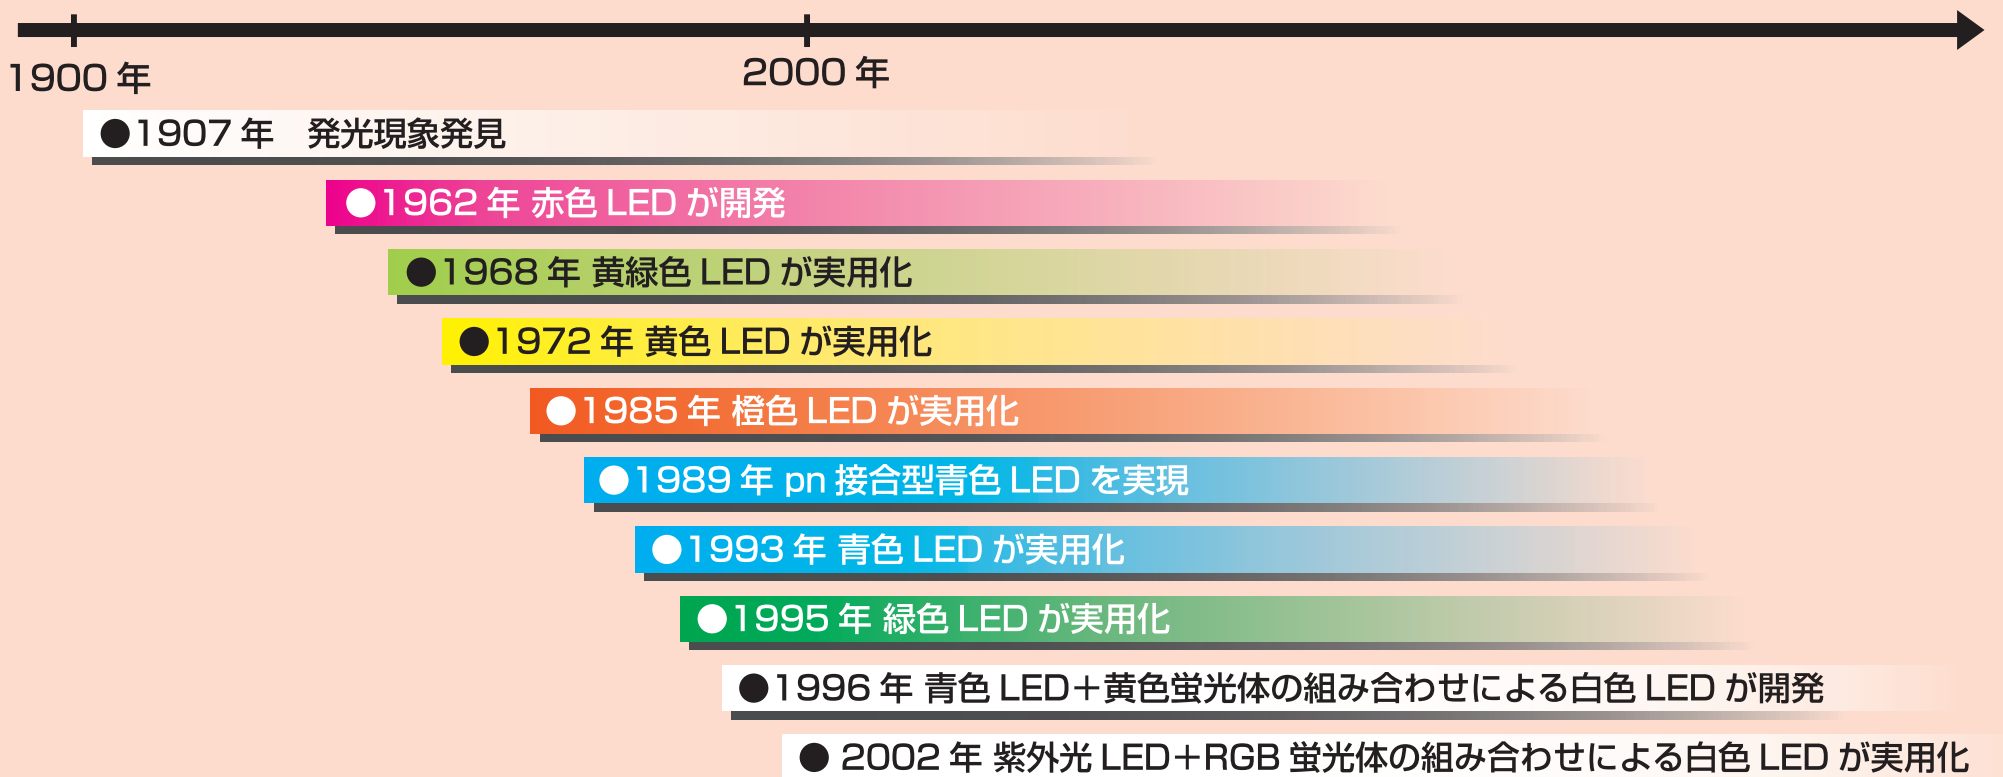 1900 年
2000 年
●1907 年　発光現象発見
●1962 年 赤色 LED が開発
●1968 年 黄緑色 LED が実用化
●1972 年 黄色 LED が実用化
●1985 年 橙色 LED が実用化
●1989 年 pn 接合型青色 LED を実現
●1993 年 青色 LED が実用化
●1995 年 緑色 LED が実用化
●1996 年 青色 LED＋黄色蛍光体の組み合わせによる白色 LED が開発
● 2002 年 紫外光 LED＋RGB 蛍光体の組み合わせによる白色 LED が実用化